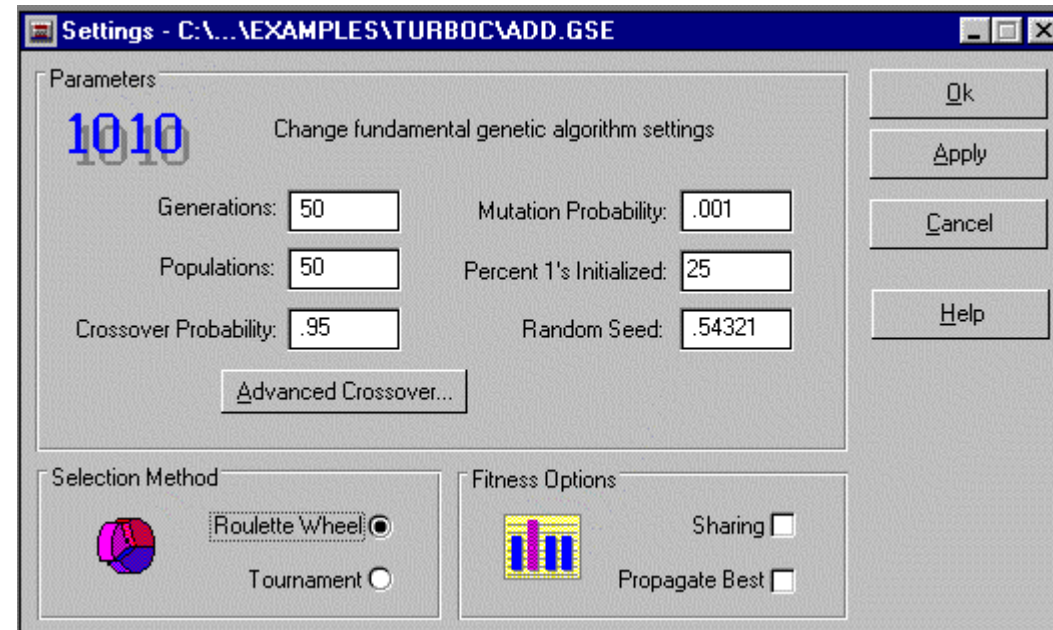 Settings - C:\...\EXAMPLES\TURBOC\ADD.GSE
Parameters
1010
Change fundamental genetic algorithm settings
Generations: 50
Mutation Probability: .001
Populations: 50
Percent 1's Initialized: 25
Crossover Probability: .95
Random Seed: .54321
Advanced Crossover...
Ok
Apply
Cancel
Help
Selection Method
Roulette Wheel
Tournament
Fitness Options
Sharing
Propagate Best